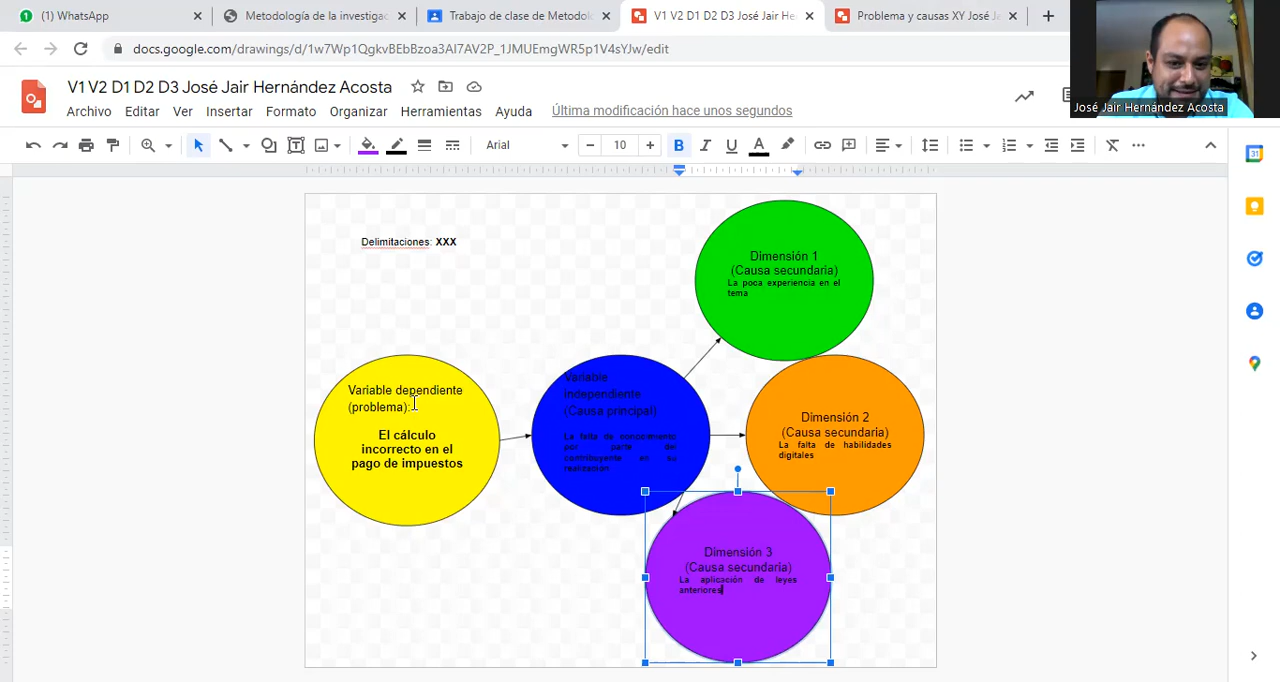 (1) WhatsApp
Metodología de la investigac
Trabajo de clase de Metodolo
V1 V2 D1 D2 D3 José Jair He
Problema y causas XY José J
docs.google.com/drawings/d/1w7Wp1QgkvBEbBzoa3AI7AV2P_1JMUEmgWR5p1V4sYJw/edit
V1 V2 D1 D2 D3 José Jair Hernández Acosta
Archivo Editar Ver Insertar Formato Organizar Herramientas Ayuda Última modificación hace unos segundos
José Jair Hernández Acosta
Arial 10 B I U A
31
Delimitaciones: XXX
Dimensión 1
(Causa secundaria)
La poca experiencia en el
tema
Variable dependiente
(problema):
El cálculo
incorrecto en el
pago de impuestos
Variable
independiente
(Causa principal)
La falta de conocimiento
por parte del
contribuyente en su
realización
Dimensión 2
(Causa secundaria)
La falta de habilidades
digitales
Dimensión 3
(Causa secundaria)
La aplicación de leyes
anteriores